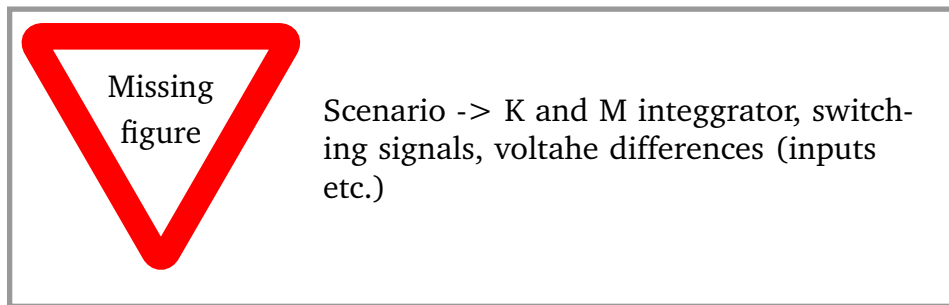 Missing
figure
Scenario -> K and M integgrator, switch-
ing signals, voltahe differences (inputs
etc.)